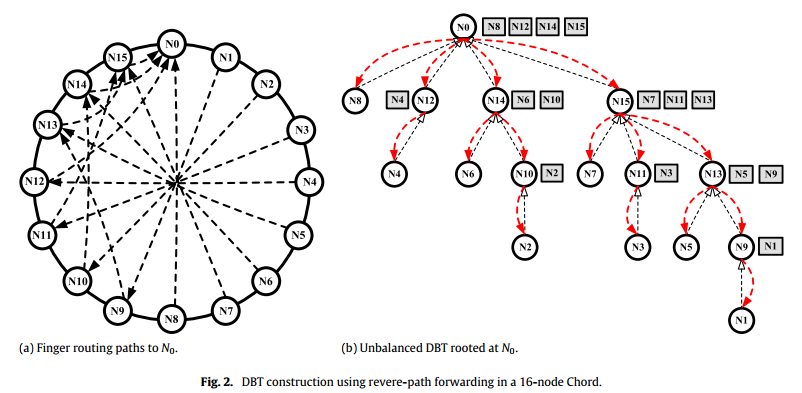 N0 N8 N12 N14 N15
N15 N0 N1
N14 N2
N13 N3
N12 N4
N11 N5
N10 N6
N9 N8 N7
N8 N4 N12 N14 N6 N10 N15 N7 N11 N13
N4 N6 N10 N2 N7 N11 N3 N13 N5 N9
N2 N3 N5 N9 N1
N1
(a) Finger routing paths to N0.
(b) Unbalanced DBT rooted at N0.
Fig. 2. DBT construction using revere-path forwarding in a 16-node Chord.